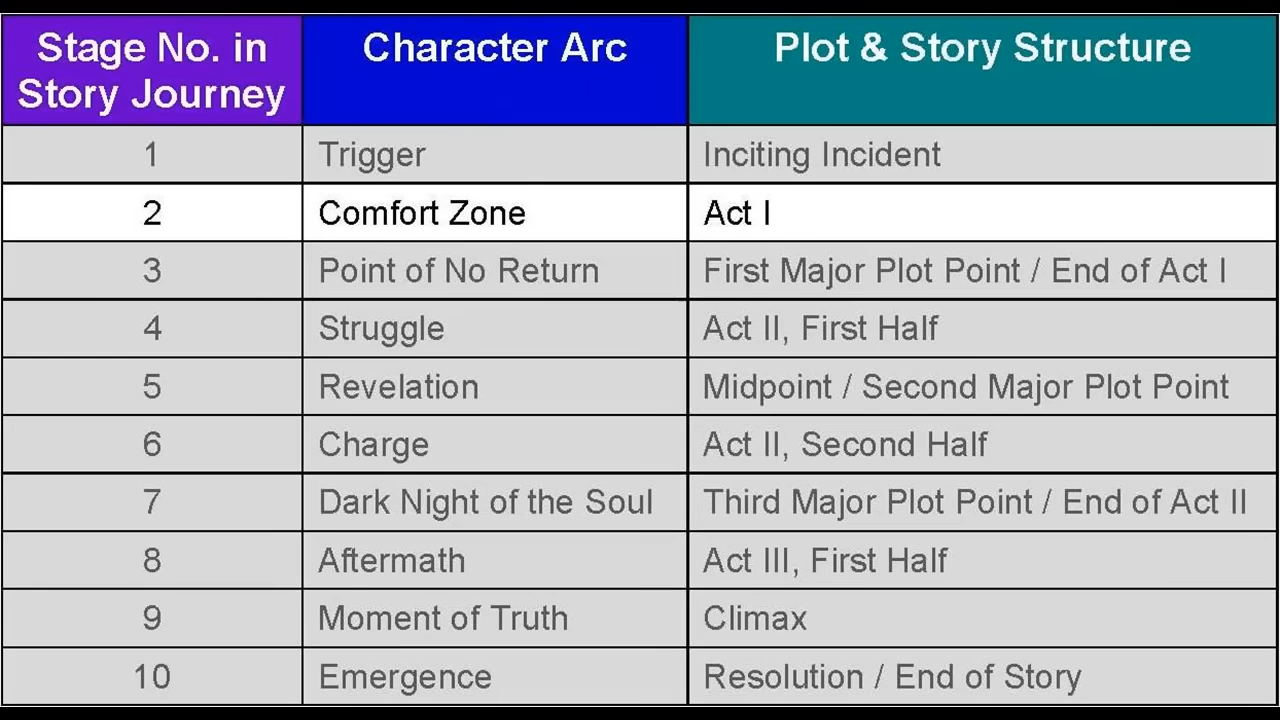 Stage No. in Character Arc Plot & Story Structure
Story Journey
1 Trigger Inciting Incident
2 Comfort Zone Act I
3 Point of No Return First Major Plot Point / End of Act I
4 Struggle Act II, First Half
5 Revelation Midpoint / Second Major Plot Point
6 Charge Act II, Second Half
7 Dark Night of the Soul Third Major Plot Point / End of Act II
8 Aftermath Act III, First Half
9 Moment of Truth Climax
10 Emergence Resolution / End of Story